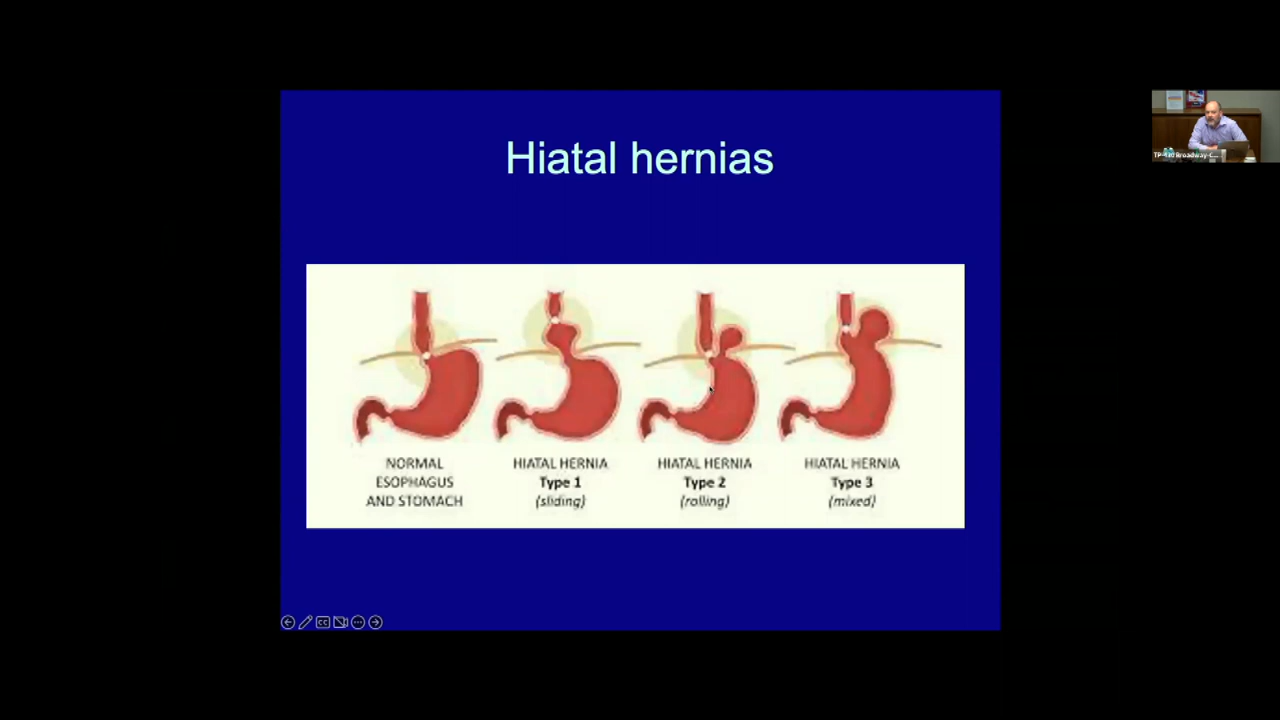 Hiatal hernias
NORMAL
ESOPHAGUS
AND STOMACH
HIATAL HERNIA
Type 1
(sliding)
HIATAL HERNIA
Type 2
(rolling)
HIATAL HERNIA
Type 3
(mixed)
CC